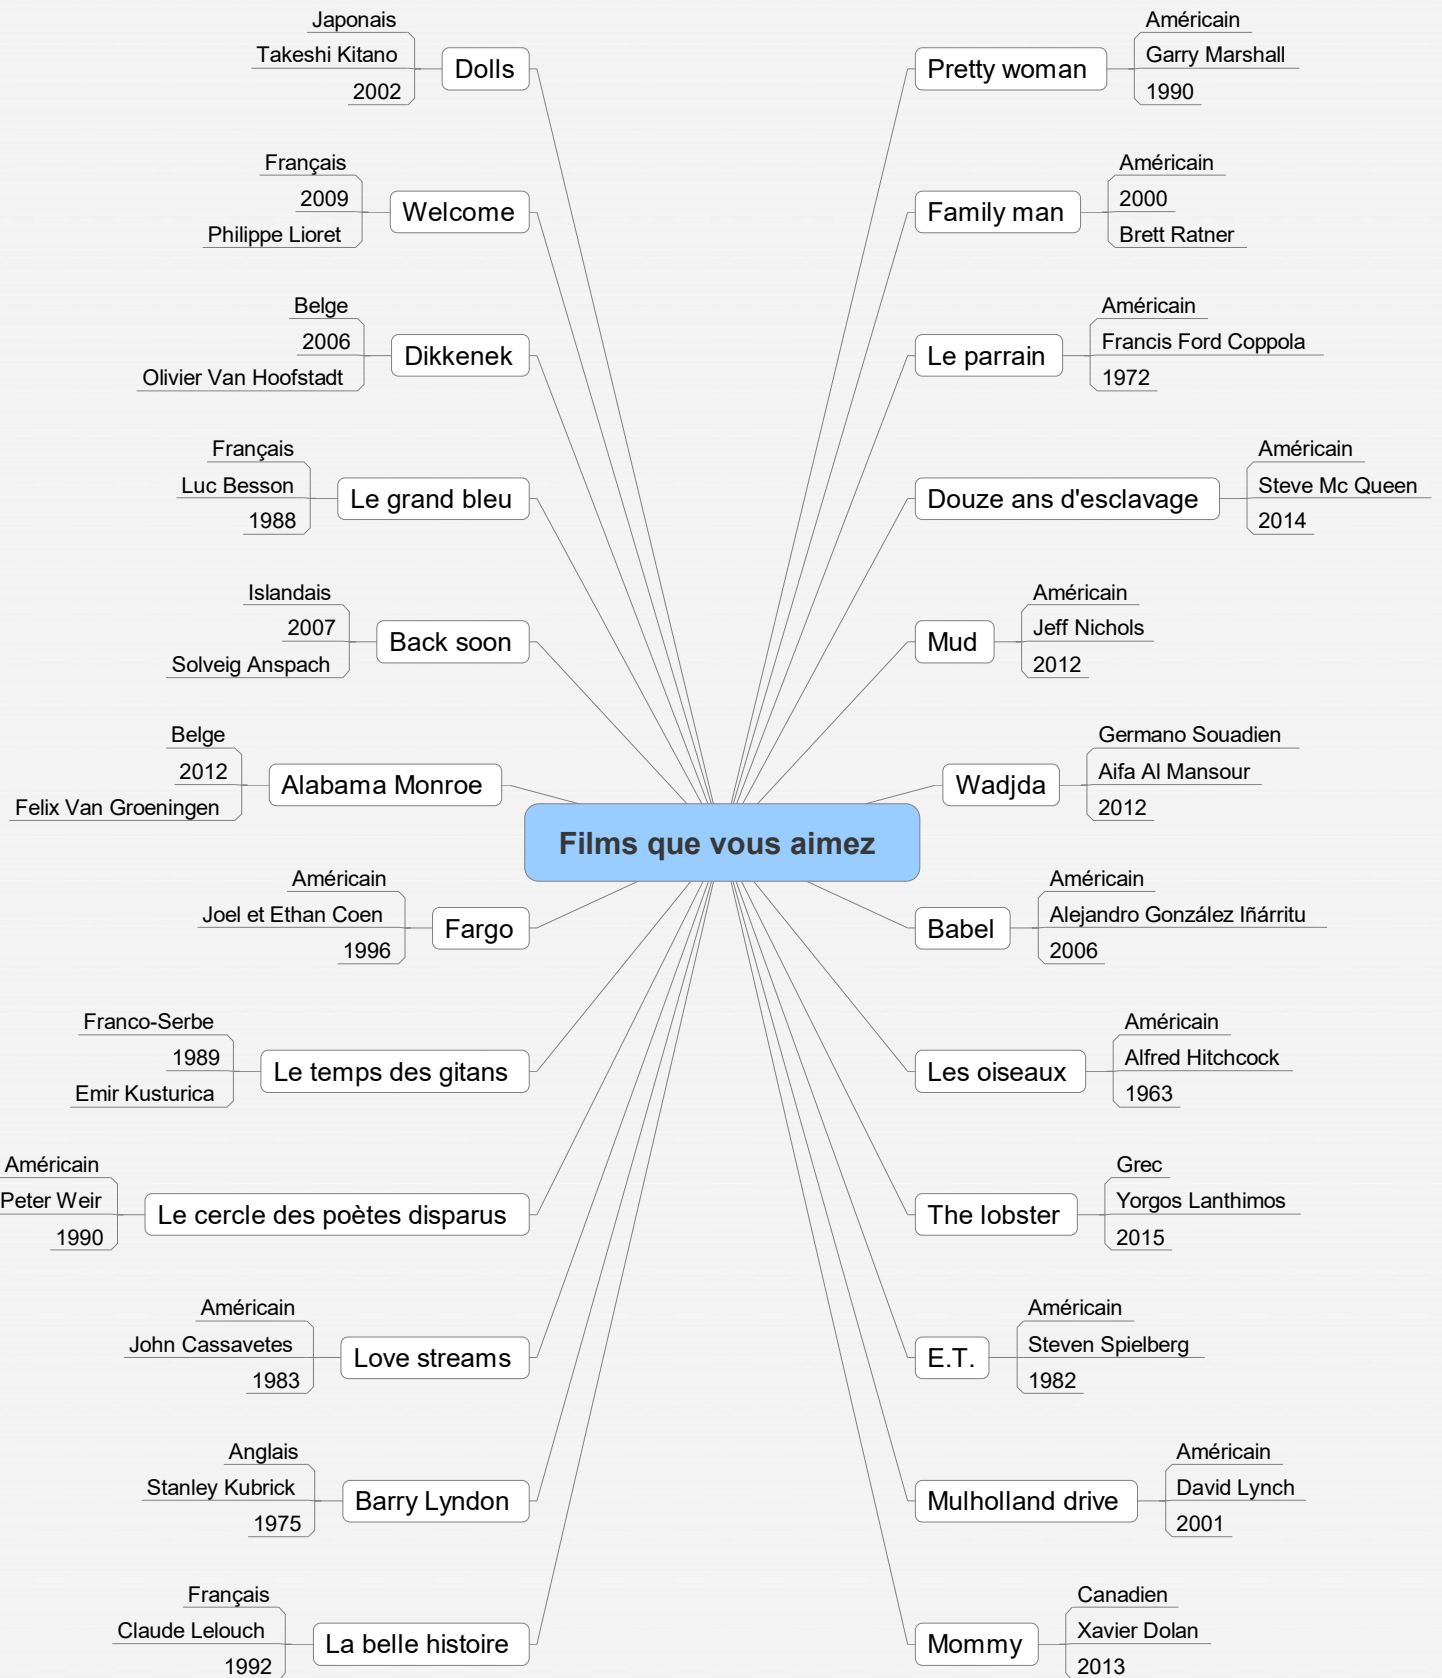 Films que vous aimez
Pretty woman
Américain
Garry Marshall
1990
Family man
Américain
2000
Brett Ratner
Le parrain
Américain
Francis Ford Coppola
1972
Douze ans d'esclavage
Américain
Steve Mc Queen
2014
Mud
Américain
Jeff Nichols
2012
Wadjda
Germano Souadien
Aifa Al Mansour
2012
Babel
Américain
Alejandro González Iñárritu
2006
Les oiseaux
Américain
Alfred Hitchcock
1963
The lobster
Grec
Yorgos Lanthimos
2015
E.T.
Américain
Steven Spielberg
1982
Mulholland drive
Américain
David Lynch
2001
Mommy
Canadien
Xavier Dolan
2013
Dolls
Japonais
Takeshi Kitano
2002
Welcome
Français
2009
Philippe Lioret
Dikkenek
Belge
2006
Olivier Van Hoofstadt
Le grand bleu
Français
Luc Besson
1988
Back soon
Islandais
2007
Solveig Anspach
Alabama Monroe
Belge
2012
Felix Van Groeningen
Fargo
Américain
Joel et Ethan Coen
1996
Le temps des gitans
Franco-Serbe
1989
Emir Kusturica
Le cercle des poètes disparus
Américain
Peter Weir
1990
Love streams
Américain
John Cassavetes
1983
Barry Lyndon
Anglais
Stanley Kubrick
1975
La belle histoire
Français
Claude Lelouch
1992